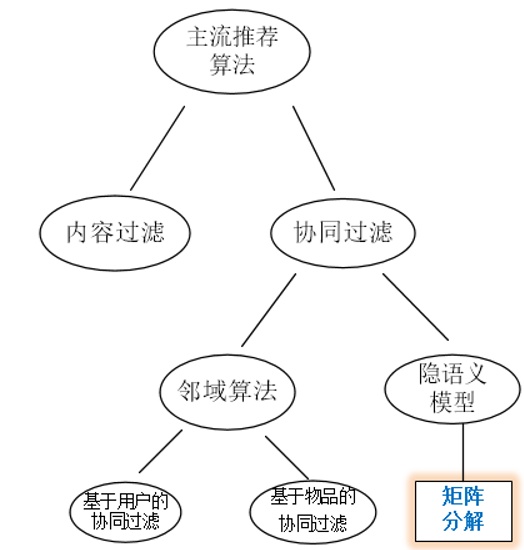 主流推荐
算法
内容过滤
协同过滤
邻域算法
隐语义
模型
基于用户的
协同过滤
基于物品的
协同过滤
矩阵
分解